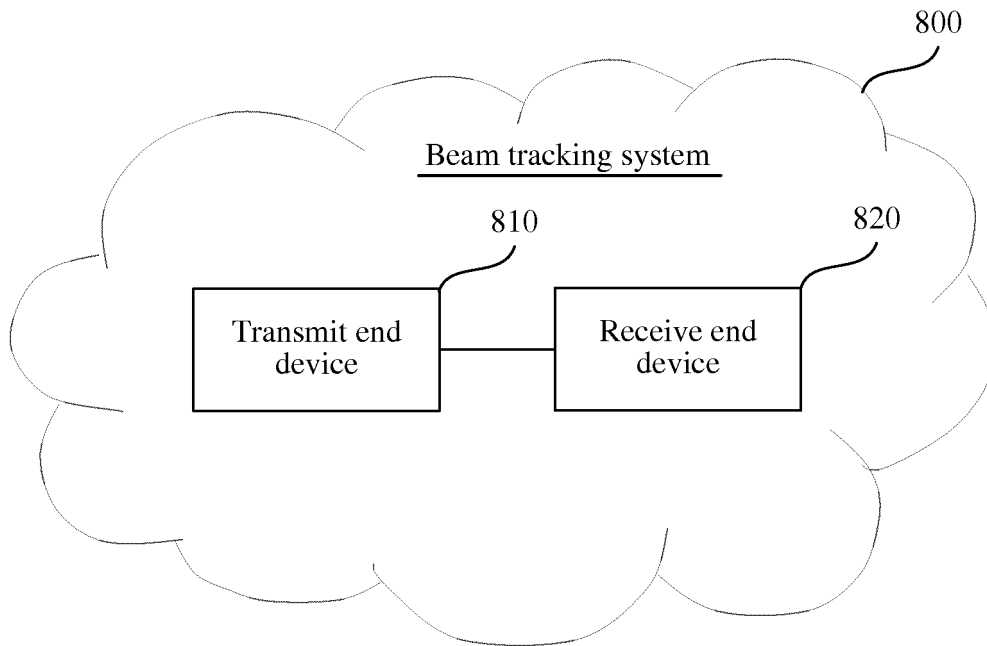 800
Beam tracking system
810
820
Transmit end
device
Receive end
device